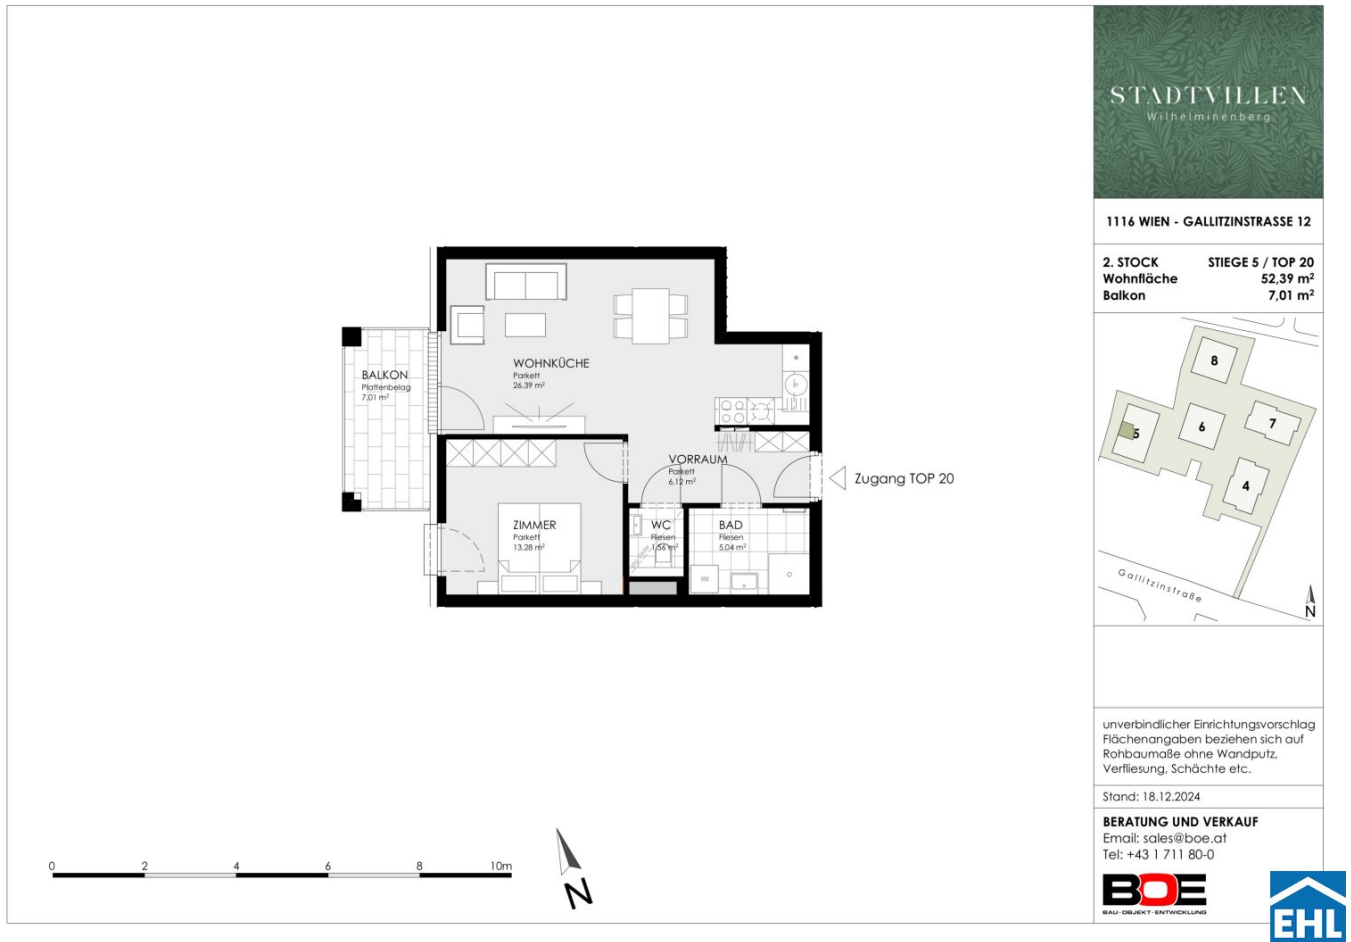 STADTVILLEN
Wilhelminenberg
1116 WIEN - GALLITZINSTRASSE 12
2. STOCK STIEGE 5 / TOP 20
Wohnfläche 52,39 m²
Balkon 7,01 m²
8
5
6
7
4
Gallitzinstraße
N
unverbindlicher Einrichtungsvorschlag
Flächenangaben beziehen sich auf
Rohbaumaße ohne Wandputz,
Verfliesung, Schächte etc.
Stand: 18.12.2024
BERATUNG UND VERKAUF
Email: sales@boe.at
Tel: +43 1 711 80-0
BOE
BAU-OBJEKT-ENTWICKLUNG
EHL
BALKON
Plattenbelag
7,01 m²
WOHNKÜCHE
Parkett
26,39 m²
VORRAUM
Parkett
6,12 m²
Zugang TOP 20
ZIMMER
Parkett
13,28 m²
WC
Fliesen
1,56 m²
BAD
Fliesen
5,04 m²
0 2 4 6 8 10m
N